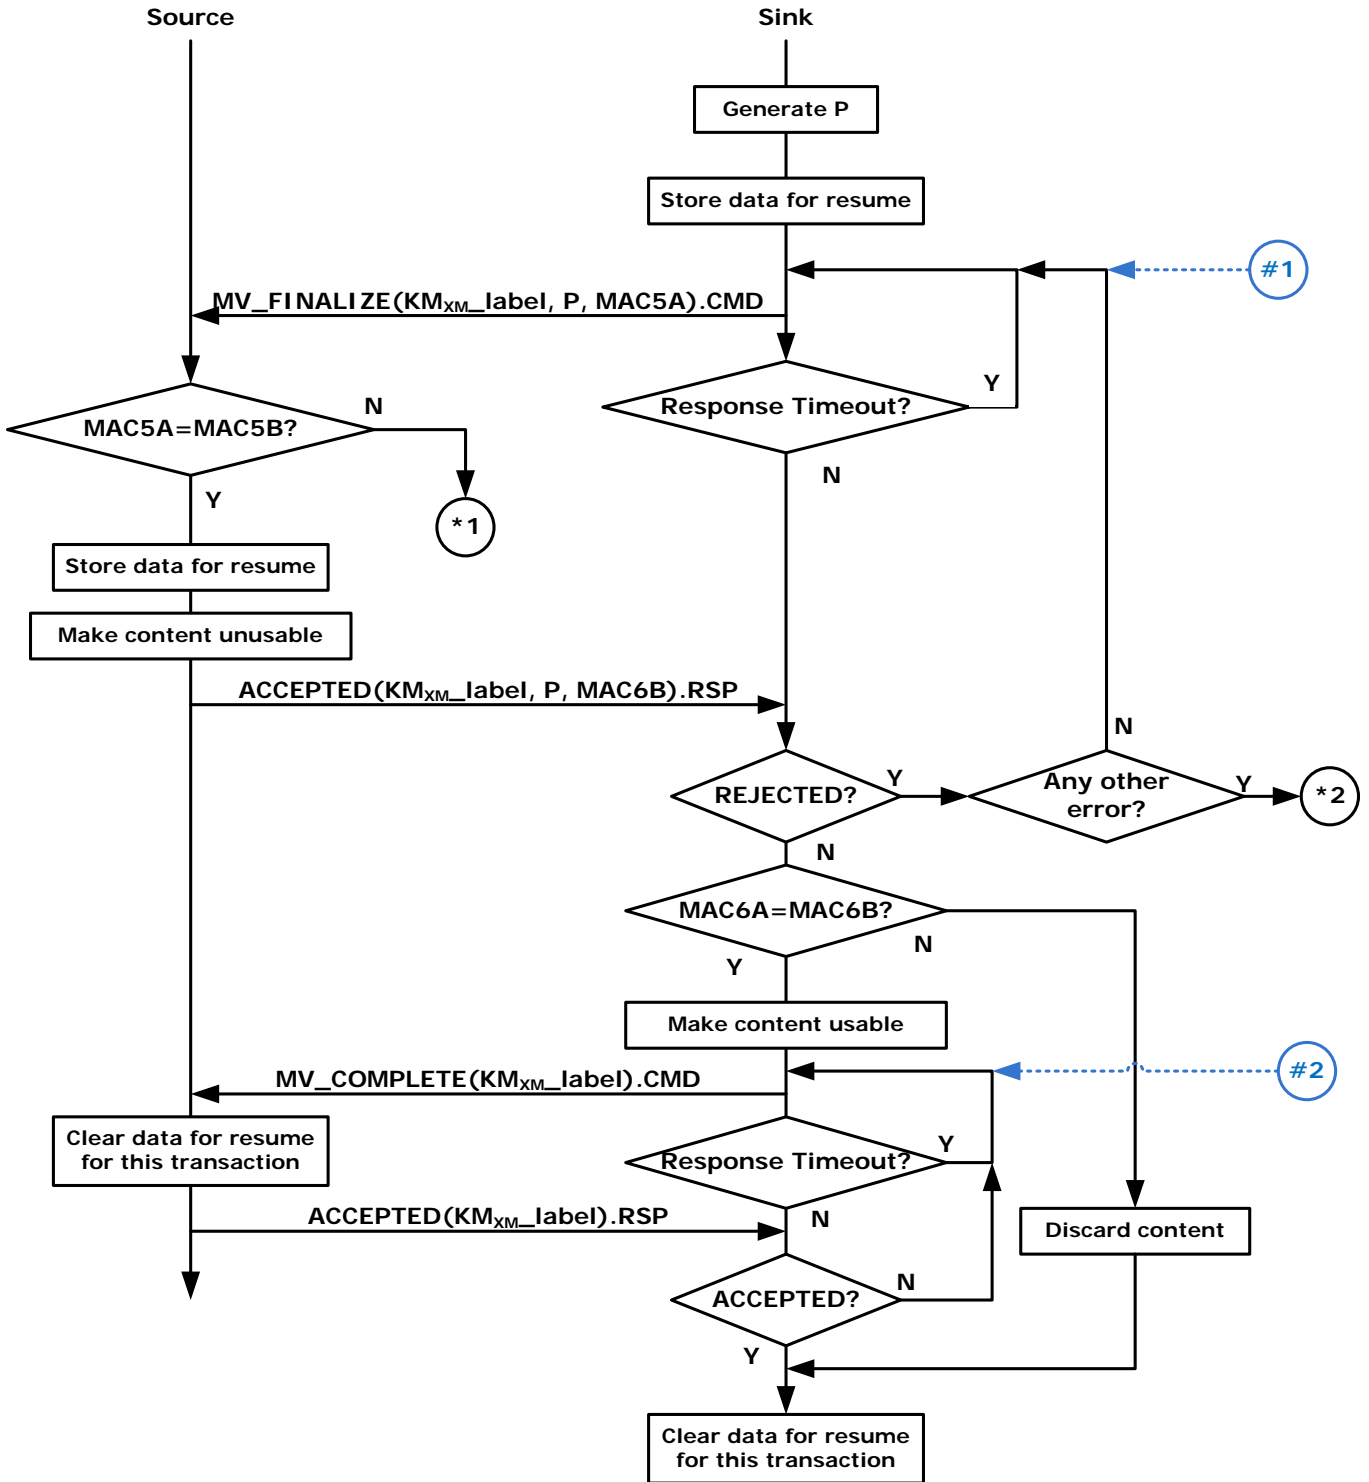 Source
Sink
Generate P
Store data for resume
#1
MV_FINALIZE(KMXM_label, P, MAC5A).CMD
Y
Response Timeout?
N
MAC5A=MAC5B?
N
Y
*1
Store data for resume
Make content unusable
ACCEPTED(KMXM_label, P, MAC6B).RSP
N
REJECTED?
Y
Any other
error?
Y
*2
N
MAC6A=MAC6B?
N
Y
Make content usable
#2
MV_COMPLETE(KMXM_label).CMD
Clear data for resume
for this transaction
Response Timeout?
Y
N
ACCEPTED(KMXM_label).RSP
Discard content
ACCEPTED?
N
Y
Clear data for resume
for this transaction